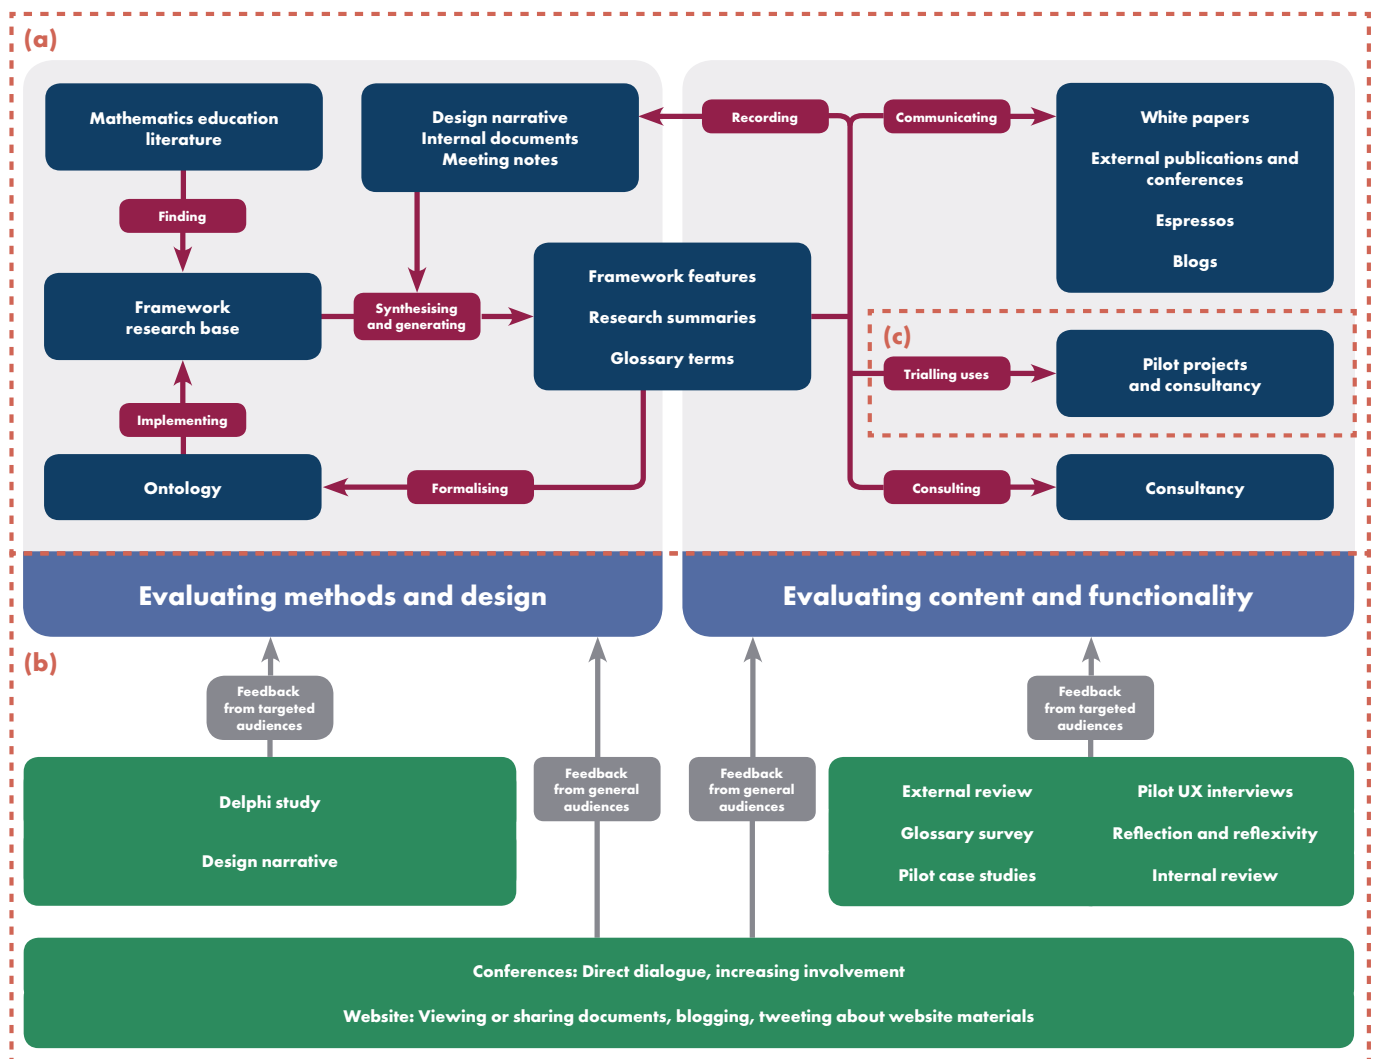 (a)
Mathematics education
literature
Design narrative
Internal documents
Meeting notes
Recording
Communicating
White papers
External publications and
conferences
Espressos
Blogs
Finding
Framework
research base
Synthesising
and generating
Framework features
Research summaries
Glossary terms
(c)
Trialling uses
Pilot projects
and consultancy
Implementing
Ontology
Formalising
Consulting
Consultancy
Evaluating methods and design
Evaluating content and functionality
(b)
Feedback
from targeted
audiences
Feedback
from targeted
audiences
Delphi study
Design narrative
Feedback
from general
audiences
Feedback
from general
audiences
External review
Glossary survey
Pilot case studies
Pilot UX interviews
Reflection and reflexivity
Internal review
Conferences: Direct dialogue, increasing involvement
Website: Viewing or sharing documents, blogging, tweeting about website materials